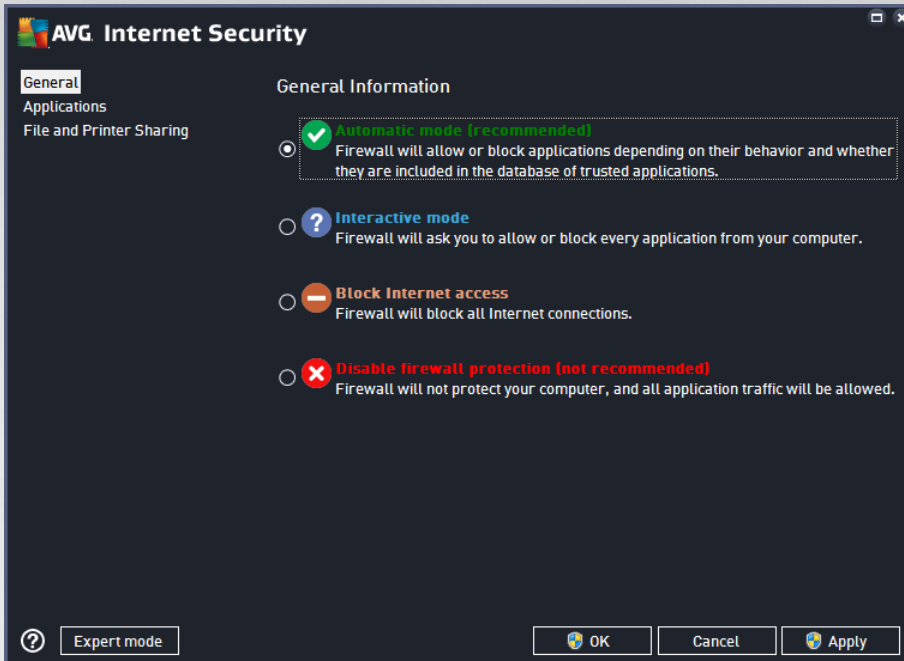 AVG. Internet Security
General
Applications
File and Printer Sharing
General Information
Automatic mode (recommended)
Firewall will allow or block applications depending on their behavior and whether
they are included in the database of trusted applications.
Interactive mode
Firewall will ask you to allow or block every application from your computer.
Block Internet access
Firewall will block all Internet connections.
Disable firewall protection (not recommended)
Firewall will not protect your computer, and all application traffic will be allowed.
Expert mode
OK
Cancel
Apply